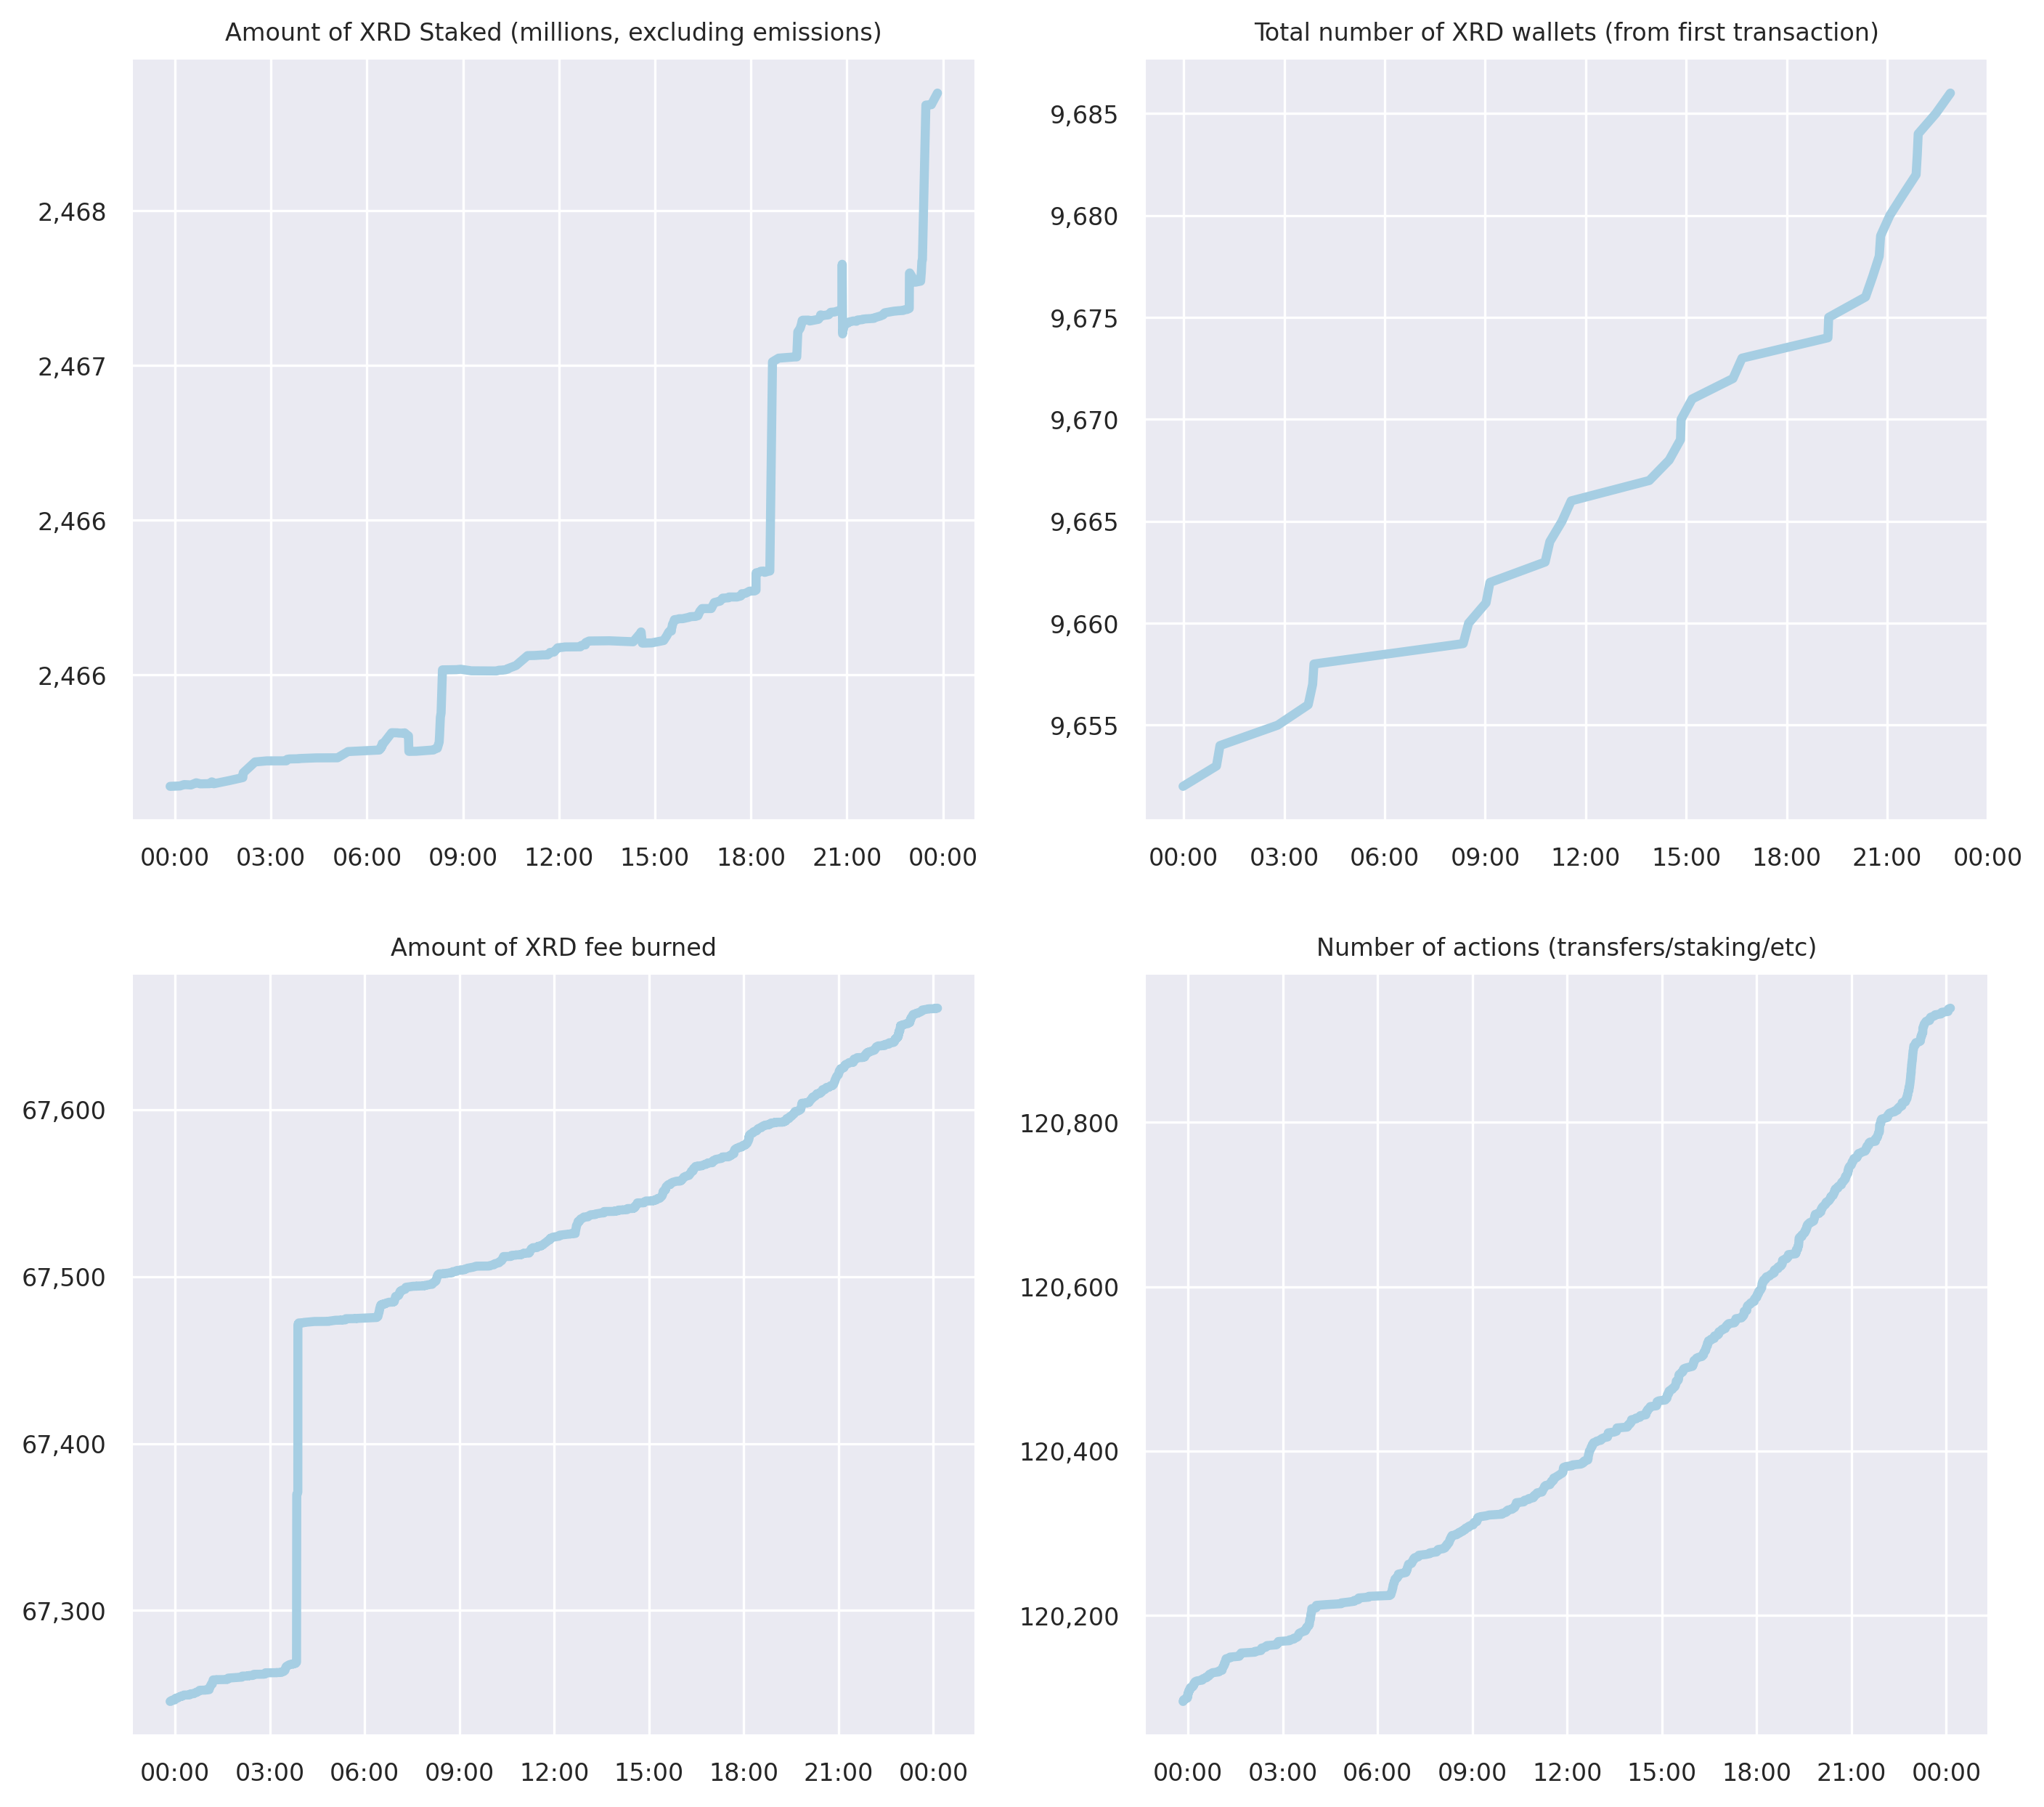 Amount of XRD Staked (millions, excluding emissions)
2,468
2,467
2,466
2,466
00:00 03:00 06:00 09:00 12:00 15:00 18:00 21:00 00:00
Total number of XRD wallets (from first transaction)
9,685
9,680
9,675
9,670
9,665
9,660
9,655
00:00 03:00 06:00 09:00 12:00 15:00 18:00 21:00 00:00
Amount of XRD fee burned
67,600
67,500
67,400
67,300
00:00 03:00 06:00 09:00 12:00 15:00 18:00 21:00 00:00
Number of actions (transfers/staking/etc)
120,800
120,600
120,400
120,200
00:00 03:00 06:00 09:00 12:00 15:00 18:00 21:00 00:00